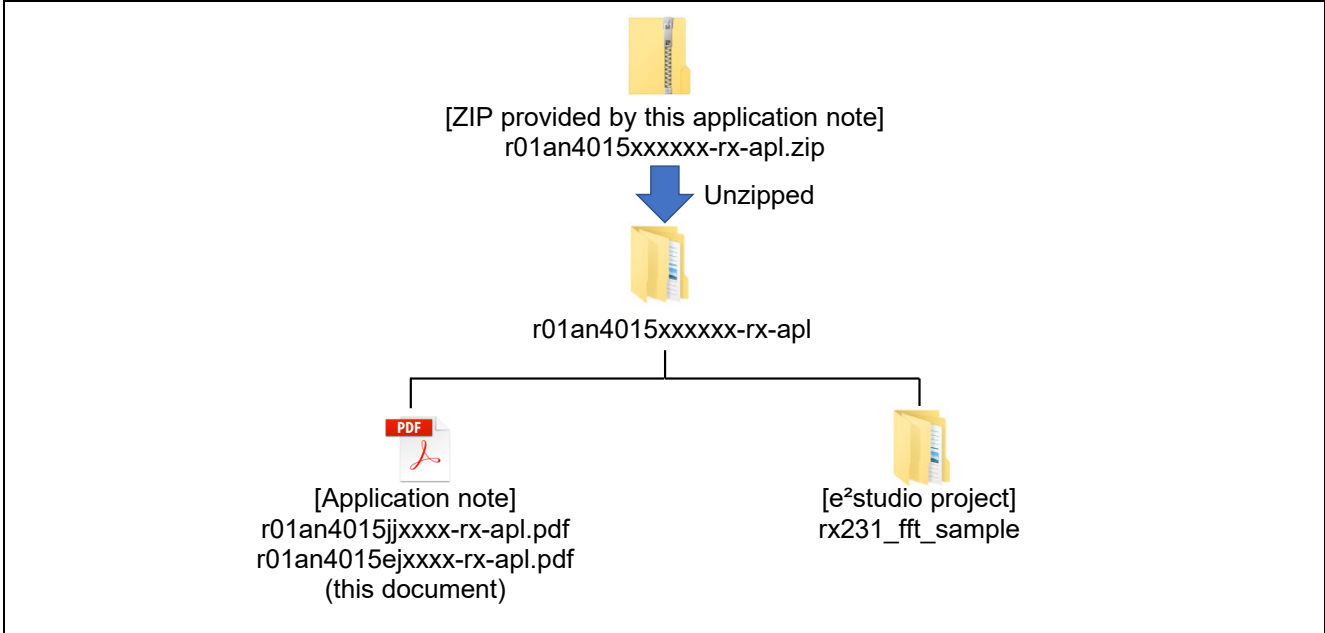 [ZIP provided by this application note]
r01an4015xxxxxx-rx-apl.zip
Unzipped
r01an4015xxxxxx-rx-apl
PDF
[Application note]
r01an4015jjxxxx-rx-apl.pdf
r01an4015ejxxxx-rx-apl.pdf
(this document)
[e²studio project]
rx231_fft_sample